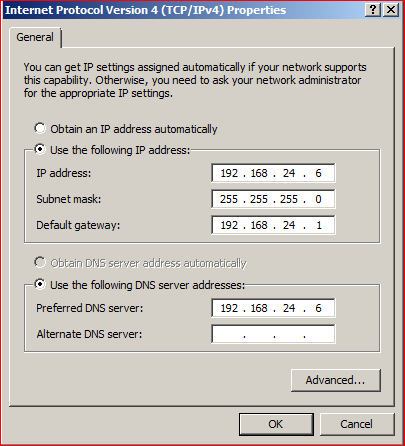 Internet Protocol Version 4 (TCP/IPv4) Properties
General
You can get IP settings assigned automatically if your network supports
this capability. Otherwise, you need to ask your network administrator
for the appropriate IP settings.
Obtain an IP address automatically
Use the following IP address:
IP address: 192 . 168 . 24 . 6
Subnet mask: 255 . 255 . 255 . 0
Default gateway: 192 . 168 . 24 . 1
Obtain DNS server address automatically
Use the following DNS server addresses:
Preferred DNS server: 192 . 168 . 24 . 6
Alternate DNS server: . . .
Advanced...
OK Cancel